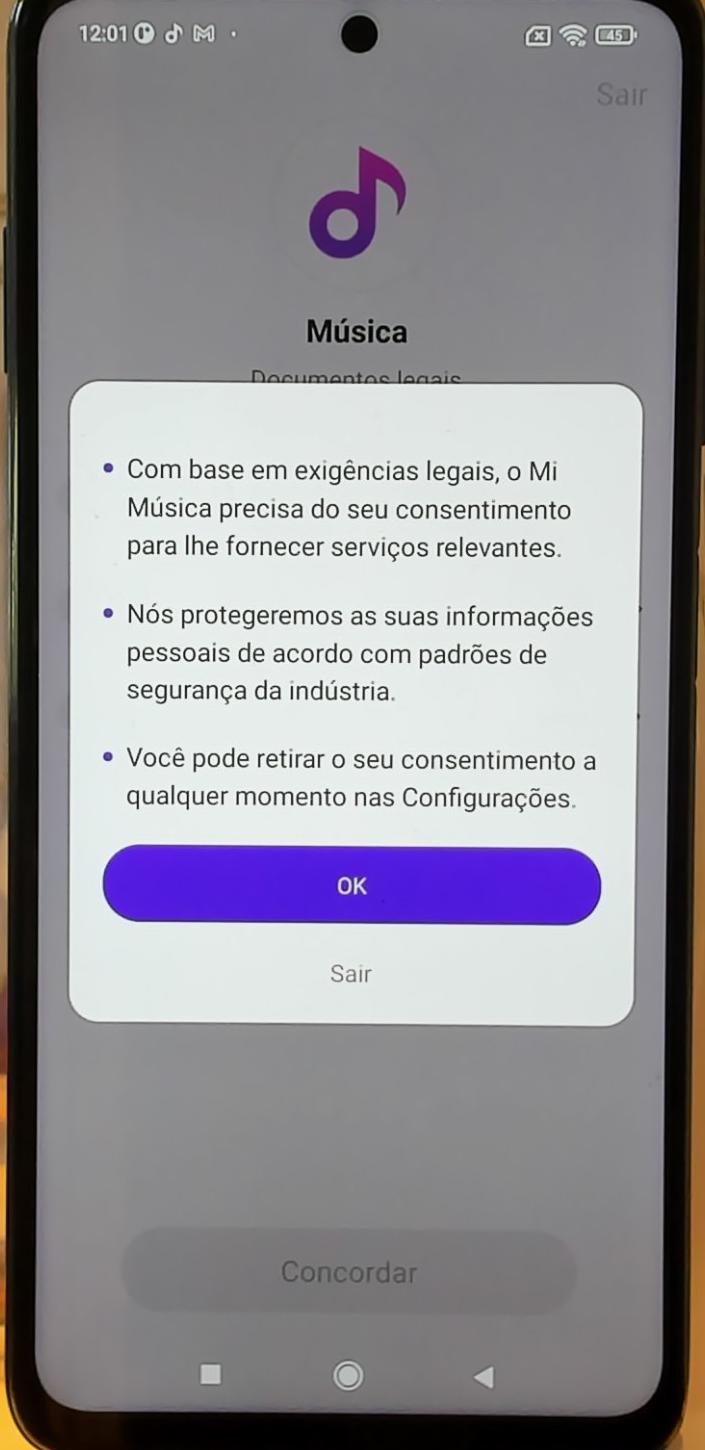 12:01
45
Sair
Música
Documentos legais
• Com base em exigências legais, o Mi
Música precisa do seu consentimento
para lhe fornecer serviços relevantes.
• Nós protegeremos as suas informações
pessoais de acordo com padrões de
segurança da indústria.
• Você pode retirar o seu consentimento a
qualquer momento nas Configurações.
OK
Sair
Concordar